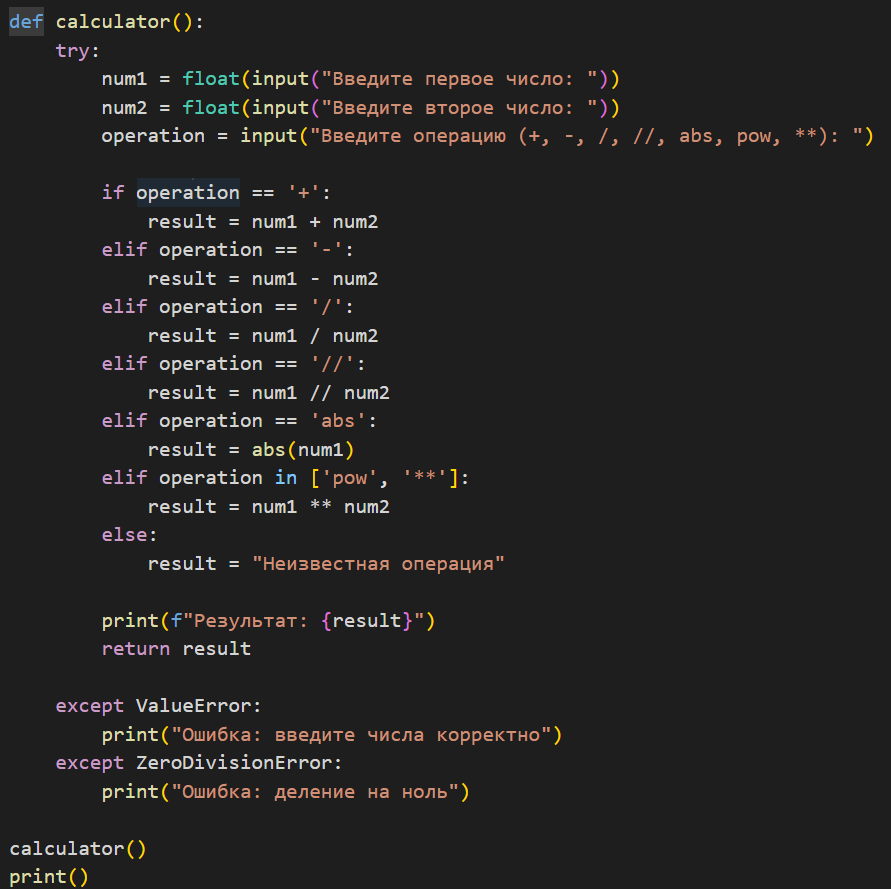 def calculator():
    try:
        num1 = float(input("Введите первое число: "))
        num2 = float(input("Введите второе число: "))
        operation = input("Введите операцию (+, -, /, //, abs, pow, **): ")

        if operation == '+':
            result = num1 + num2
        elif operation == '-':
            result = num1 - num2
        elif operation == '/':
            result = num1 / num2
        elif operation == '//':
            result = num1 // num2
        elif operation == 'abs':
            result = abs(num1)
        elif operation in ['pow', '**']:
            result = num1 ** num2
        else:
            result = "Неизвестная операция"

        print(f"Результат: {result}")
        return result

    except ValueError:
        print("Ошибка: введите числа корректно")
    except ZeroDivisionError:
        print("Ошибка: деление на ноль")

calculator()
print()